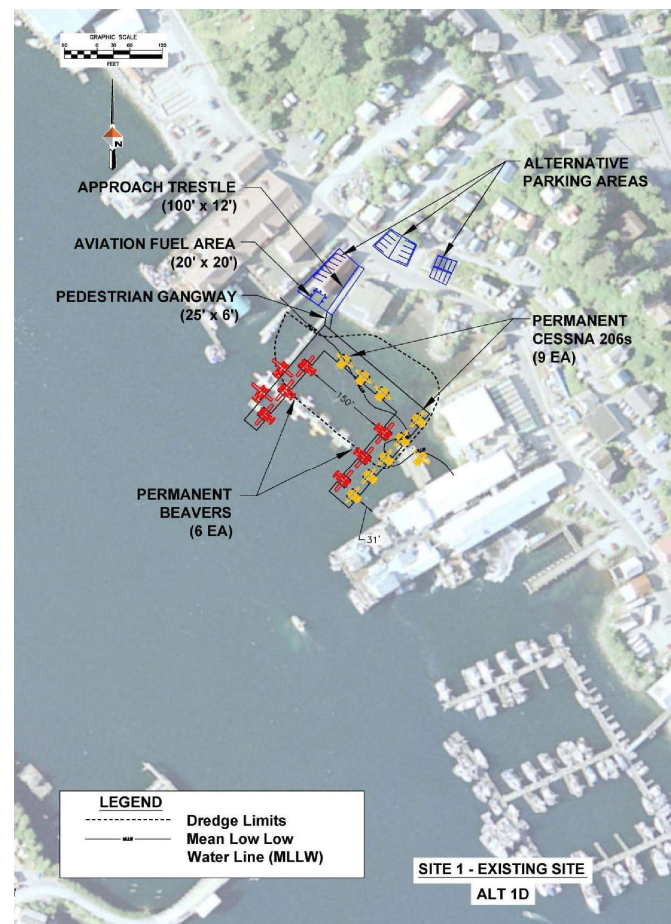 GRAPHIC SCALE
60 0 30 60 120
FEET
N
ALTERNATIVE
PARKING AREAS
APPROACH TRESTLE
(100' x 12')
AVIATION FUEL AREA
(20' x 20')
PEDESTRIAN GANGWAY
(25' x 6')
PERMANENT
CESSNA 206s
(9 EA)
150'
PERMANENT
BEAVERS
(6 EA)
31'
LEGEND
Dredge Limits
MLLW
Mean Low Low
Water Line (MLLW)
SITE 1 - EXISTING SITE
ALT 1D